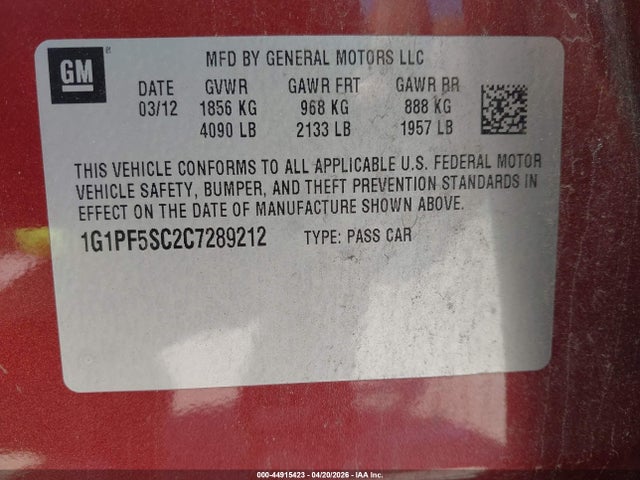 GM
MFD BY GENERAL MOTORS LLC
DATE GVWR GAWR FRT GAWR RR
03/12 1856 KG 968 KG 888 KG
4090 LB 2133 LB 1957 LB
THIS VEHICLE CONFORMS TO ALL APPLICABLE U.S. FEDERAL MOTOR
VEHICLE SAFETY, BUMPER, AND THEFT PREVENTION STANDARDS IN
EFFECT ON THE DATE OF MANUFACTURE SHOWN ABOVE.
1G1PF5SC2C7289212 TYPE: PASS CAR
000-44915423 - 04/20/2026 - IAA Inc.